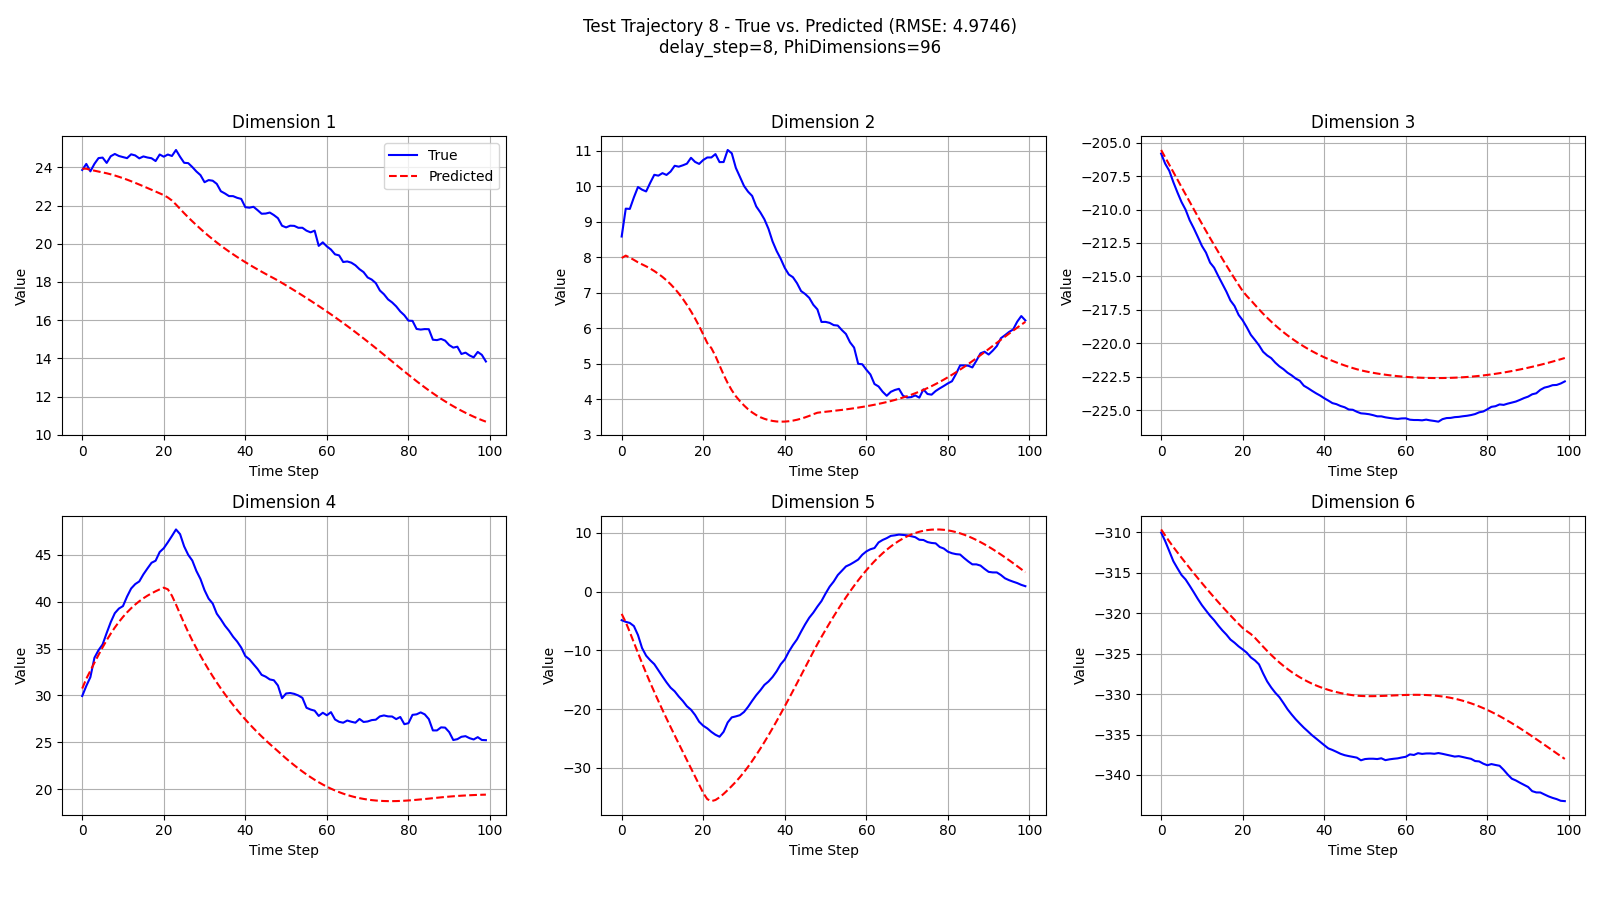 Test Trajectory 8 - True vs. Predicted (RMSE: 4.9746)
delay_step=8, PhiDimensions=96
Dimension 1
Value
24
22
20
18
16
14
12
10
0 20 40 60 80 100
Time Step
True
Predicted
Dimension 2
Value
11
10
9
8
7
6
5
4
3
0 20 40 60 80 100
Time Step
Dimension 3
Value
−205.0
−207.5
−210.0
−212.5
−215.0
−217.5
−220.0
−222.5
−225.0
0 20 40 60 80 100
Time Step
Dimension 4
Value
45
40
35
30
25
20
0 20 40 60 80 100
Time Step
Dimension 5
Value
10
0
−10
−20
−30
0 20 40 60 80 100
Time Step
Dimension 6
Value
−310
−315
−320
−325
−330
−335
−340
0 20 40 60 80 100
Time Step